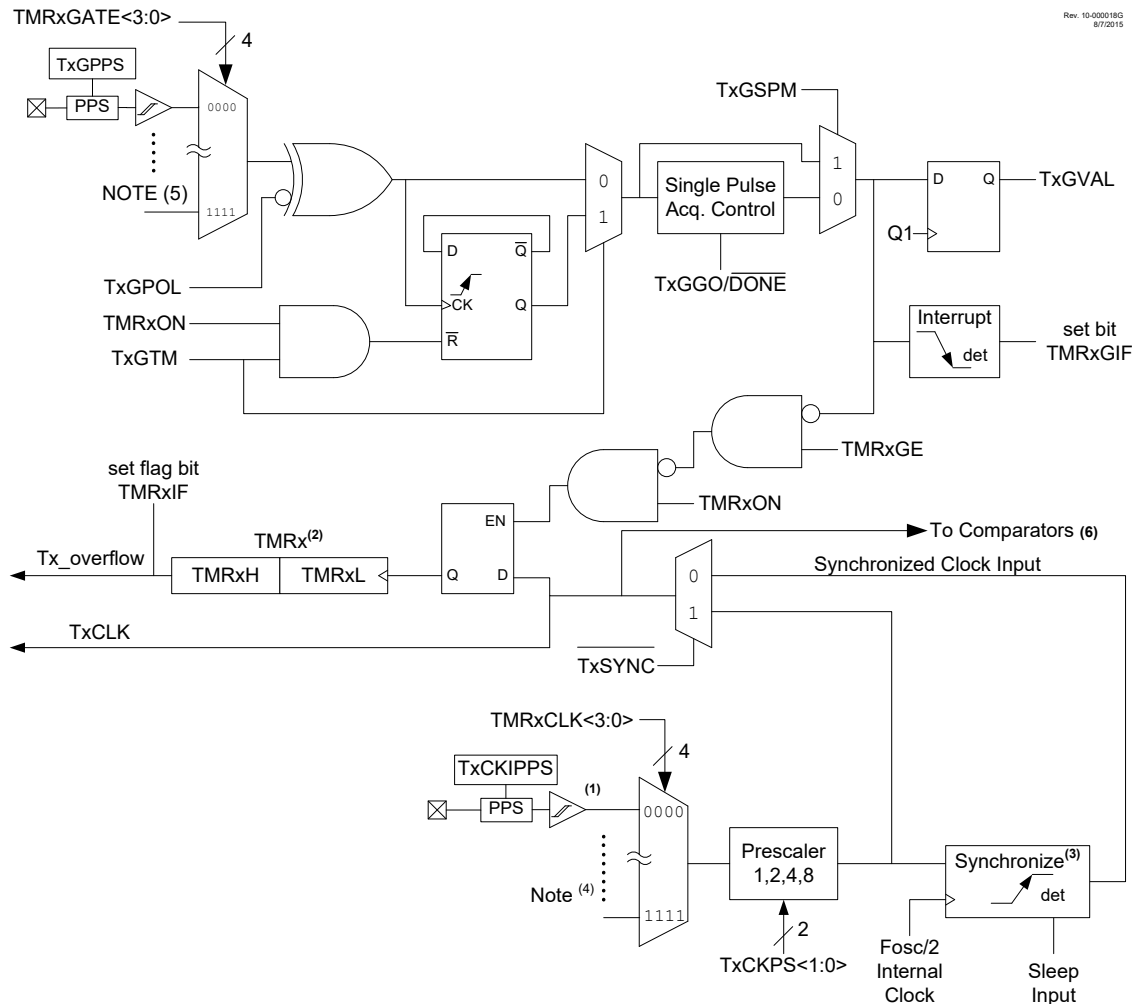 Rev. 10-000018G
8/7/2015
TMRxGATE<3:0>
4
TxGPPS
PPS
0000
NOTE (5)
1111
TxGPOL
TMRxON
TxGTM
D
Q
CK
Q
R
0
1
TxGSPM
Single Pulse
Acq. Control
TxGGO/DONE
1
0
D
Q
Q1
TxGVAL
Interrupt
det
set bit
TMRxGIF
TMRxGE
TMRxON
set flag bit
TMRxIF
Tx_overflow
TMRx(2)
TMRxH
TMRxL
EN
Q
D
To Comparators (6)
Synchronized Clock Input
0
1
TxCLK
TxSYNC
TMRxCLK<3:0>
4
TxCKIPPS
PPS
(1)
0000
Note (4)
1111
Prescaler
1,2,4,8
2
TxCKPS<1:0>
Synchronize(3)
det
Fosc/2
Internal
Clock
Sleep
Input